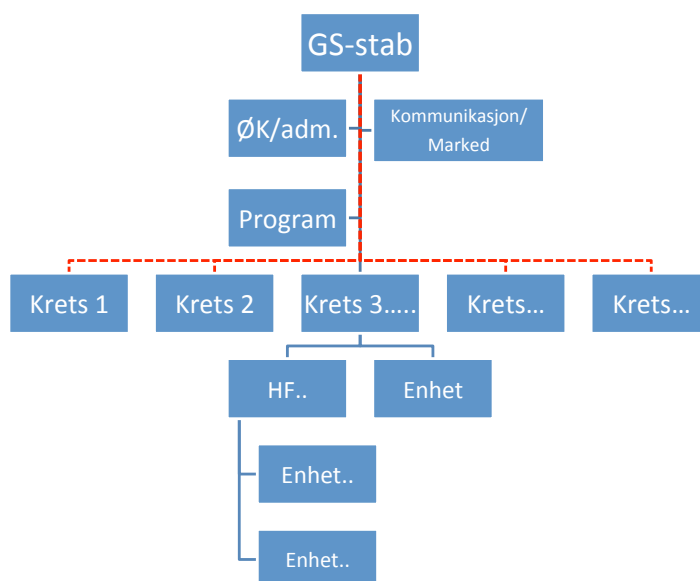 GS-stab
ØK/adm.
Kommunikasjon/
Marked
Program
Krets 1
Krets 2
Krets 3.....
Krets...
Krets...
HF..
Enhet
Enhet..
Enhet..